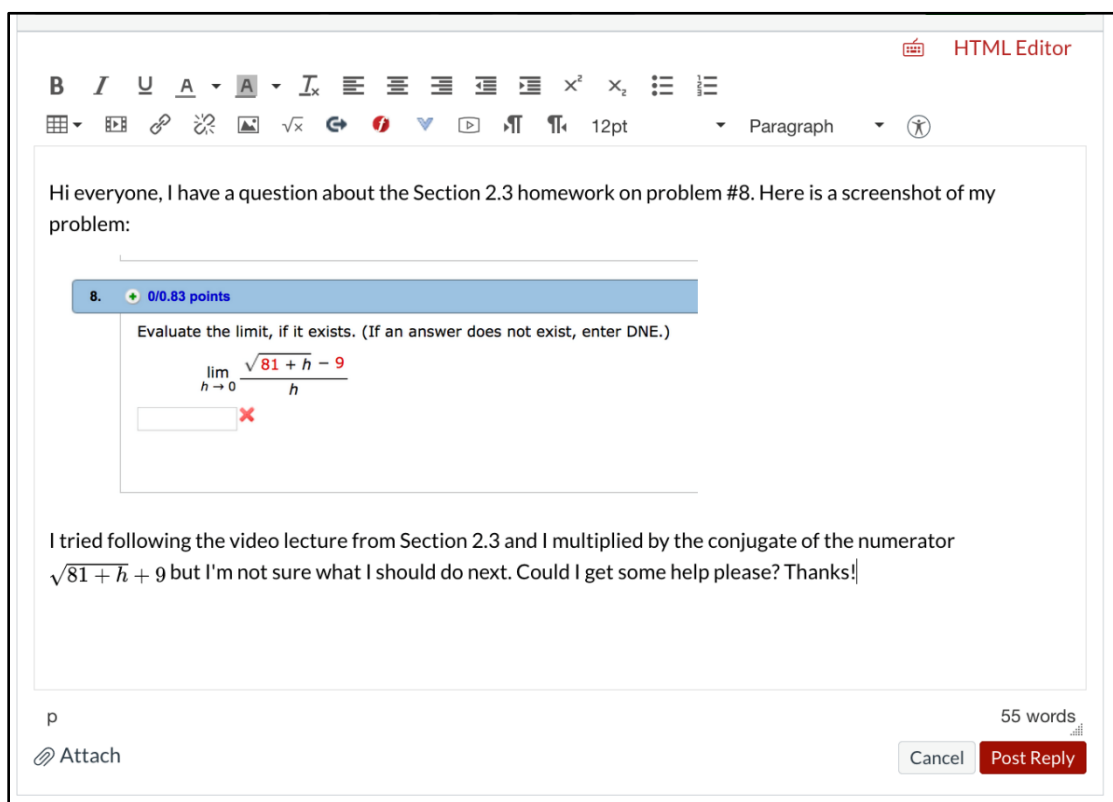 HTML Editor
B I U A A Ix x² x₂
√x 12pt Paragraph
Hi everyone, I have a question about the Section 2.3 homework on problem #8. Here is a screenshot of my
problem:
8. 0/0.83 points
Evaluate the limit, if it exists. (If an answer does not exist, enter DNE.)
lim h → 0 (√(81 + h) − 9)/h
I tried following the video lecture from Section 2.3 and I multiplied by the conjugate of the numerator
√(81 + h) + 9 but I'm not sure what I should do next. Could I get some help please? Thanks!
p 55 words
Attach Cancel Post Reply